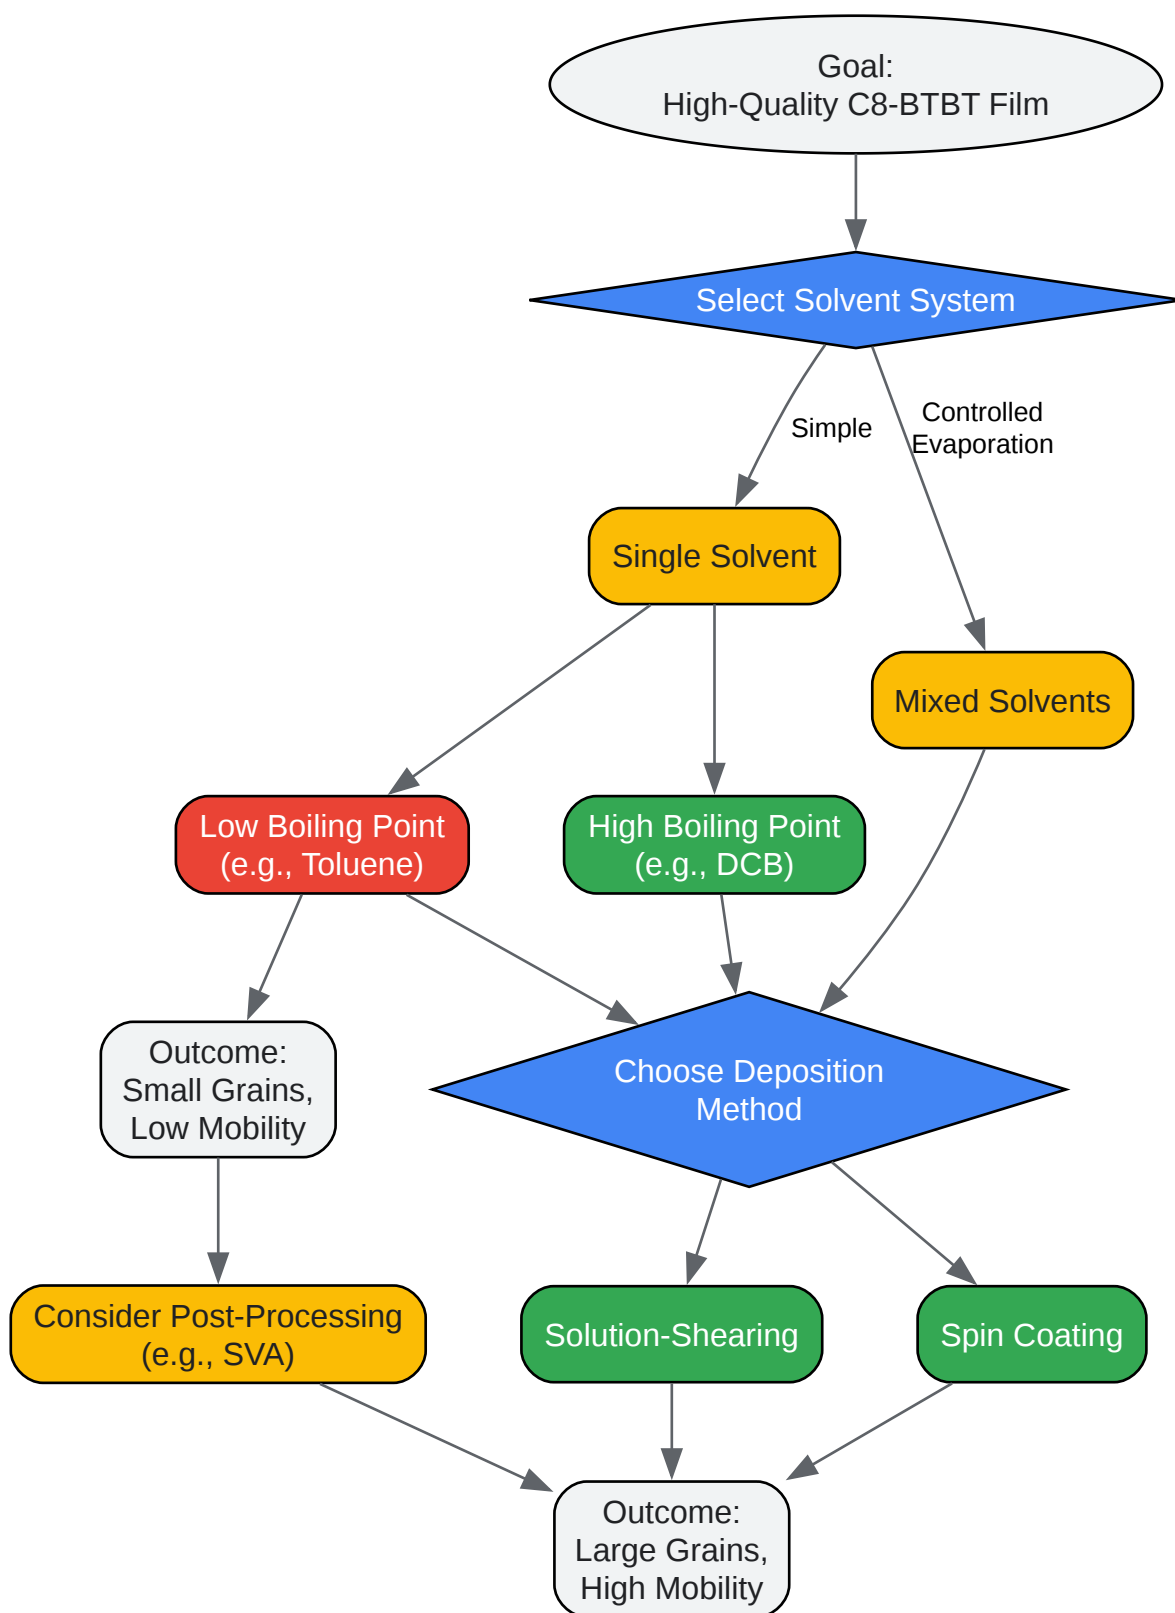 Goal:
High-Quality C8-BTBT Film
Select Solvent System
Simple
Controlled
Evaporation
Single Solvent
Mixed Solvents
Low Boiling Point
(e.g., Toluene)
High Boiling Point
(e.g., DCB)
Outcome:
Small Grains,
Low Mobility
Choose Deposition
Method
Consider Post-Processing
(e.g., SVA)
Solution-Shearing
Spin Coating
Outcome:
Large Grains,
High Mobility